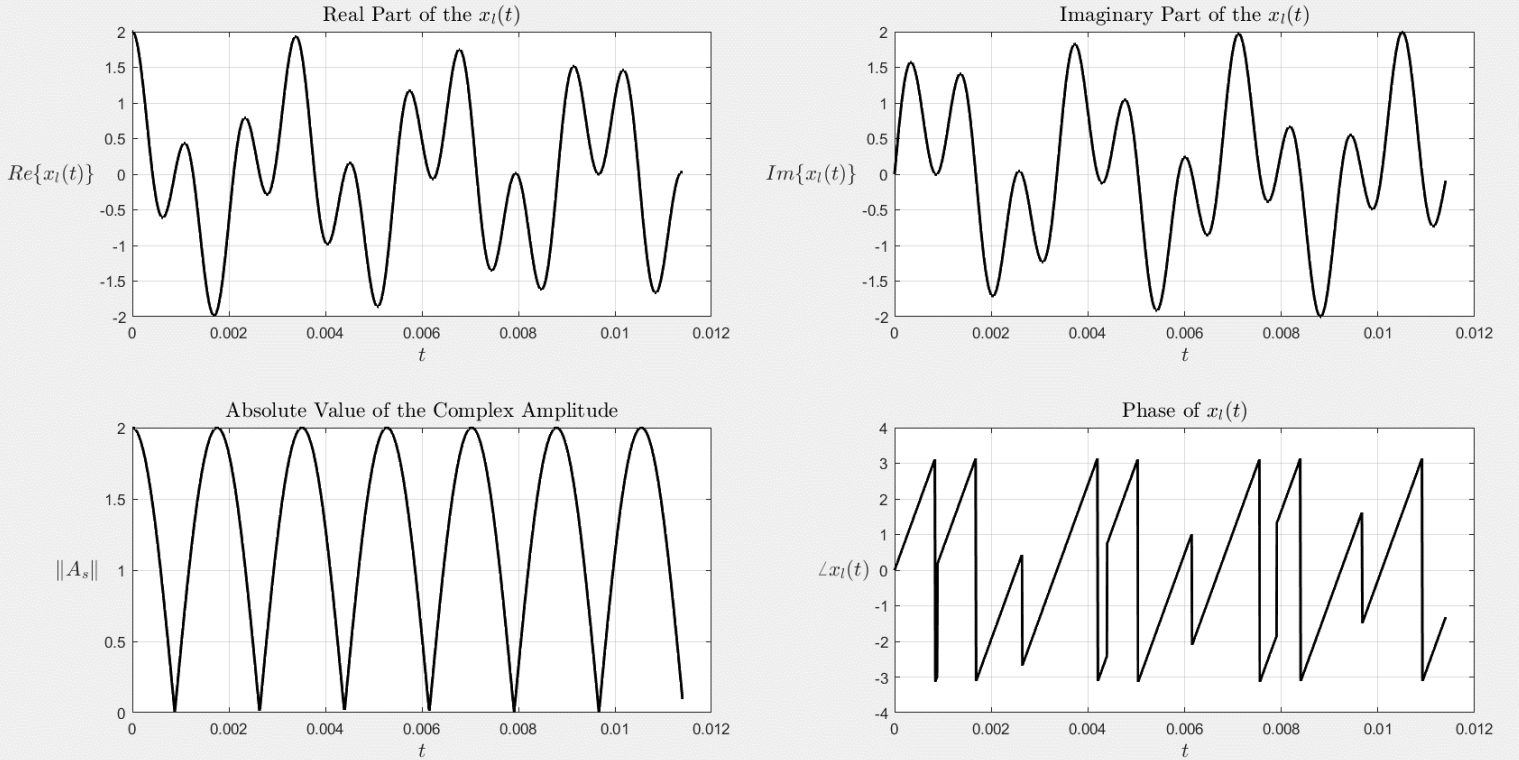 Real Part of the x_l(t)
2
1.5
1
0.5
Re{x_l(t)} 0
-0.5
-1
-1.5
-2
0 0.002 0.004 0.006 0.008 0.01 0.012
t
Imaginary Part of the x_l(t)
2
1.5
1
0.5
Im{x_l(t)} 0
-0.5
-1
-1.5
-2
0 0.002 0.004 0.006 0.008 0.01 0.012
t
Absolute Value of the Complex Amplitude
2
1.5
‖A_s‖ 1
0.5
0
0 0.002 0.004 0.006 0.008 0.01 0.012
t
Phase of x_l(t)
4
3
2
1
∠x_l(t) 0
-1
-2
-3
-4
0 0.002 0.004 0.006 0.008 0.01 0.012
t